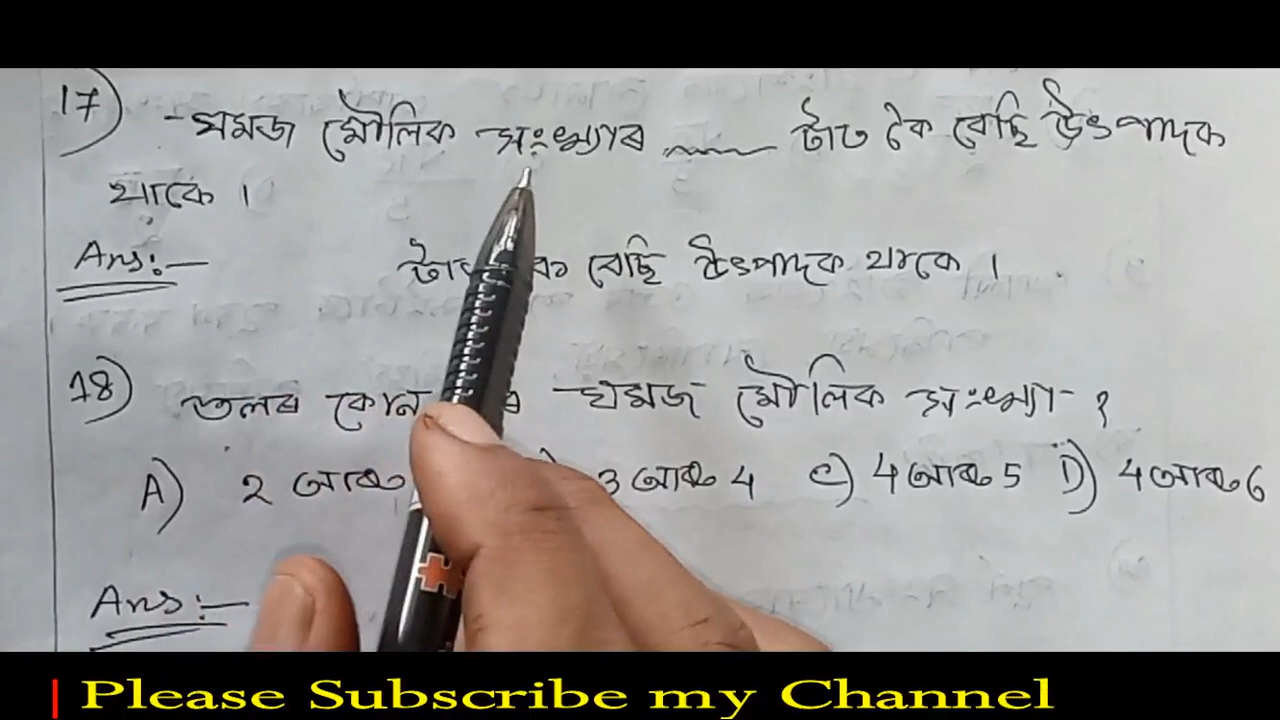 17) যমজ মৌলিক সংখ্যাৰ ______ টাত কৈ বেছি উৎপাদক
থাকে ।
Ans:— টাত বেছি উৎপাদক থাকে ।
18) তলৰ কোন যমজ মৌলিক সংখ্যা ?
A) 2 আৰু 3 আৰু 4 C) 4 আৰু 5 D) 4 আৰু 6
Ans:—
| Please Subscribe my Channel